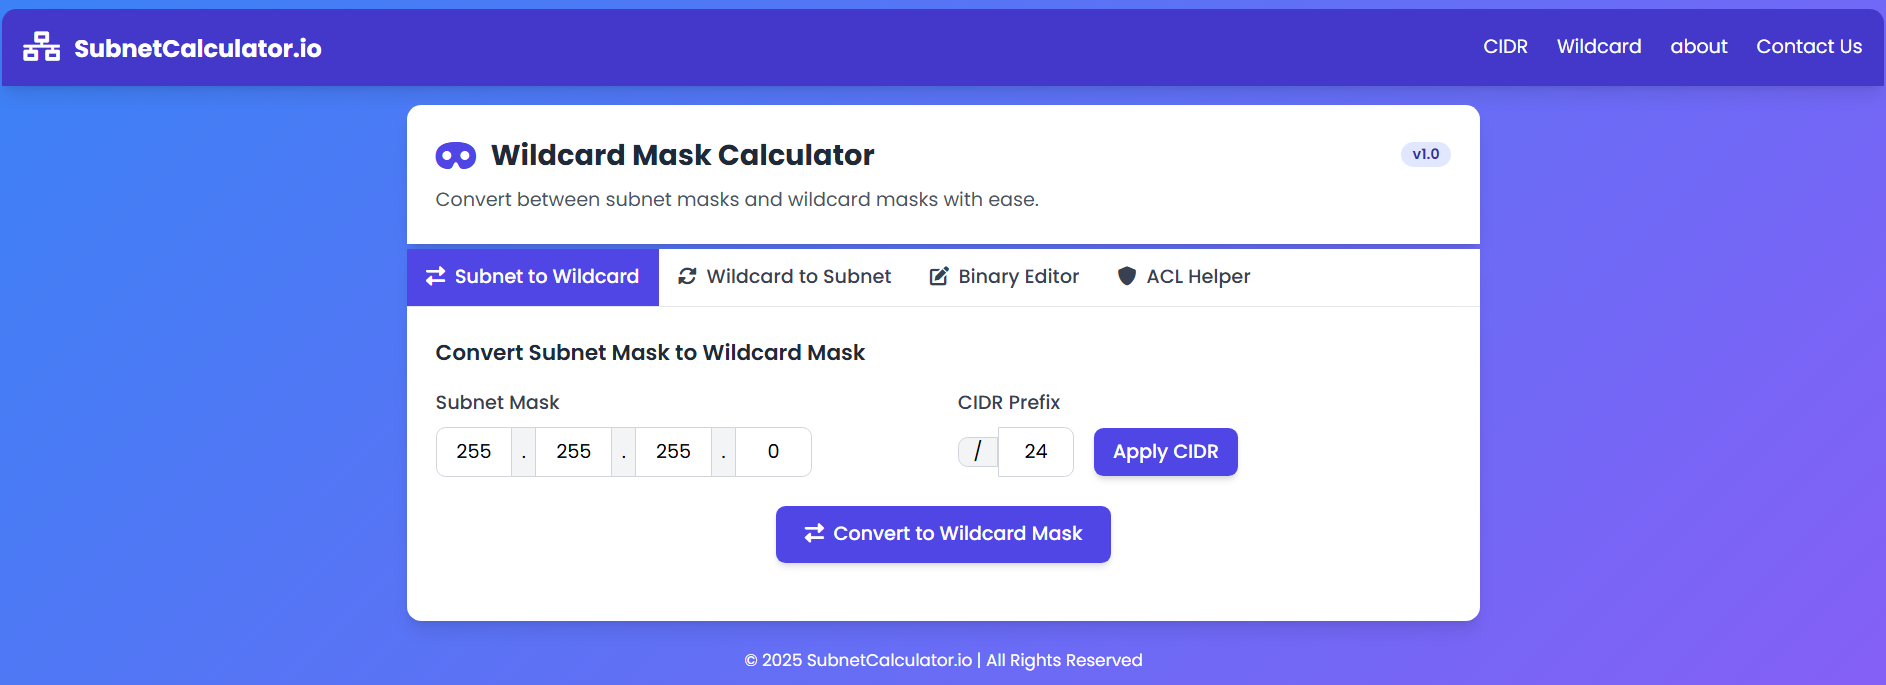 SubnetCalculator.io
CIDR Wildcard about Contact Us
Wildcard Mask Calculator
v1.0
Convert between subnet masks and wildcard masks with ease.
Subnet to Wildcard Wildcard to Subnet Binary Editor ACL Helper
Convert Subnet Mask to Wildcard Mask
Subnet Mask CIDR Prefix
255 . 255 . 255 . 0 / 24 Apply CIDR
Convert to Wildcard Mask
© 2025 SubnetCalculator.io | All Rights Reserved